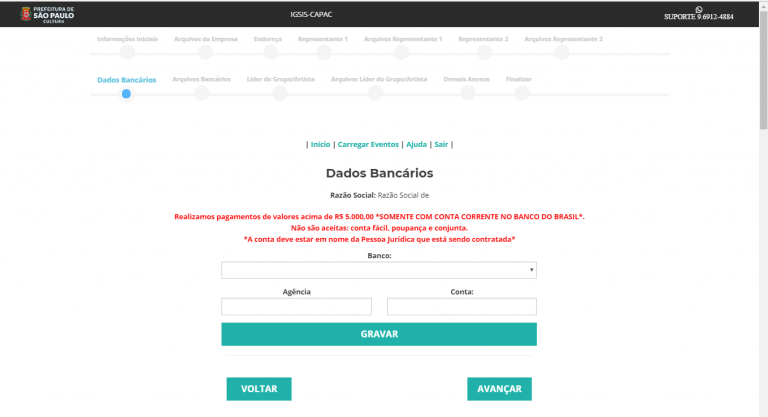 PREFEITURA DE
SÃO PAULO
CULTURA
IGSIS-CAPAC
SUPORTE 9.6912-4884
Informações Iniciais Arquivos da Empresa Endereço Representante 1 Arquivos Representante 1 Representante 2 Arquivos Representante 2
Dados Bancários Arquivos Bancários Líder do Grupo/Artista Arquivos Líder do Grupo/Artista Demais Anexos Finalizar
| Início | Carregar Eventos | Ajuda | Sair |
Dados Bancários
Razão Social: Razão Social de
Realizamos pagamentos de valores acima de R$ 5.000,00 *SOMENTE COM CONTA CORRENTE NO BANCO DO BRASIL*.
Não são aceitas: conta fácil, poupança e conjunta.
*A conta deve estar em nome da Pessoa Jurídica que está sendo contratada*
Banco:
Agência Conta:
GRAVAR
VOLTAR AVANÇAR